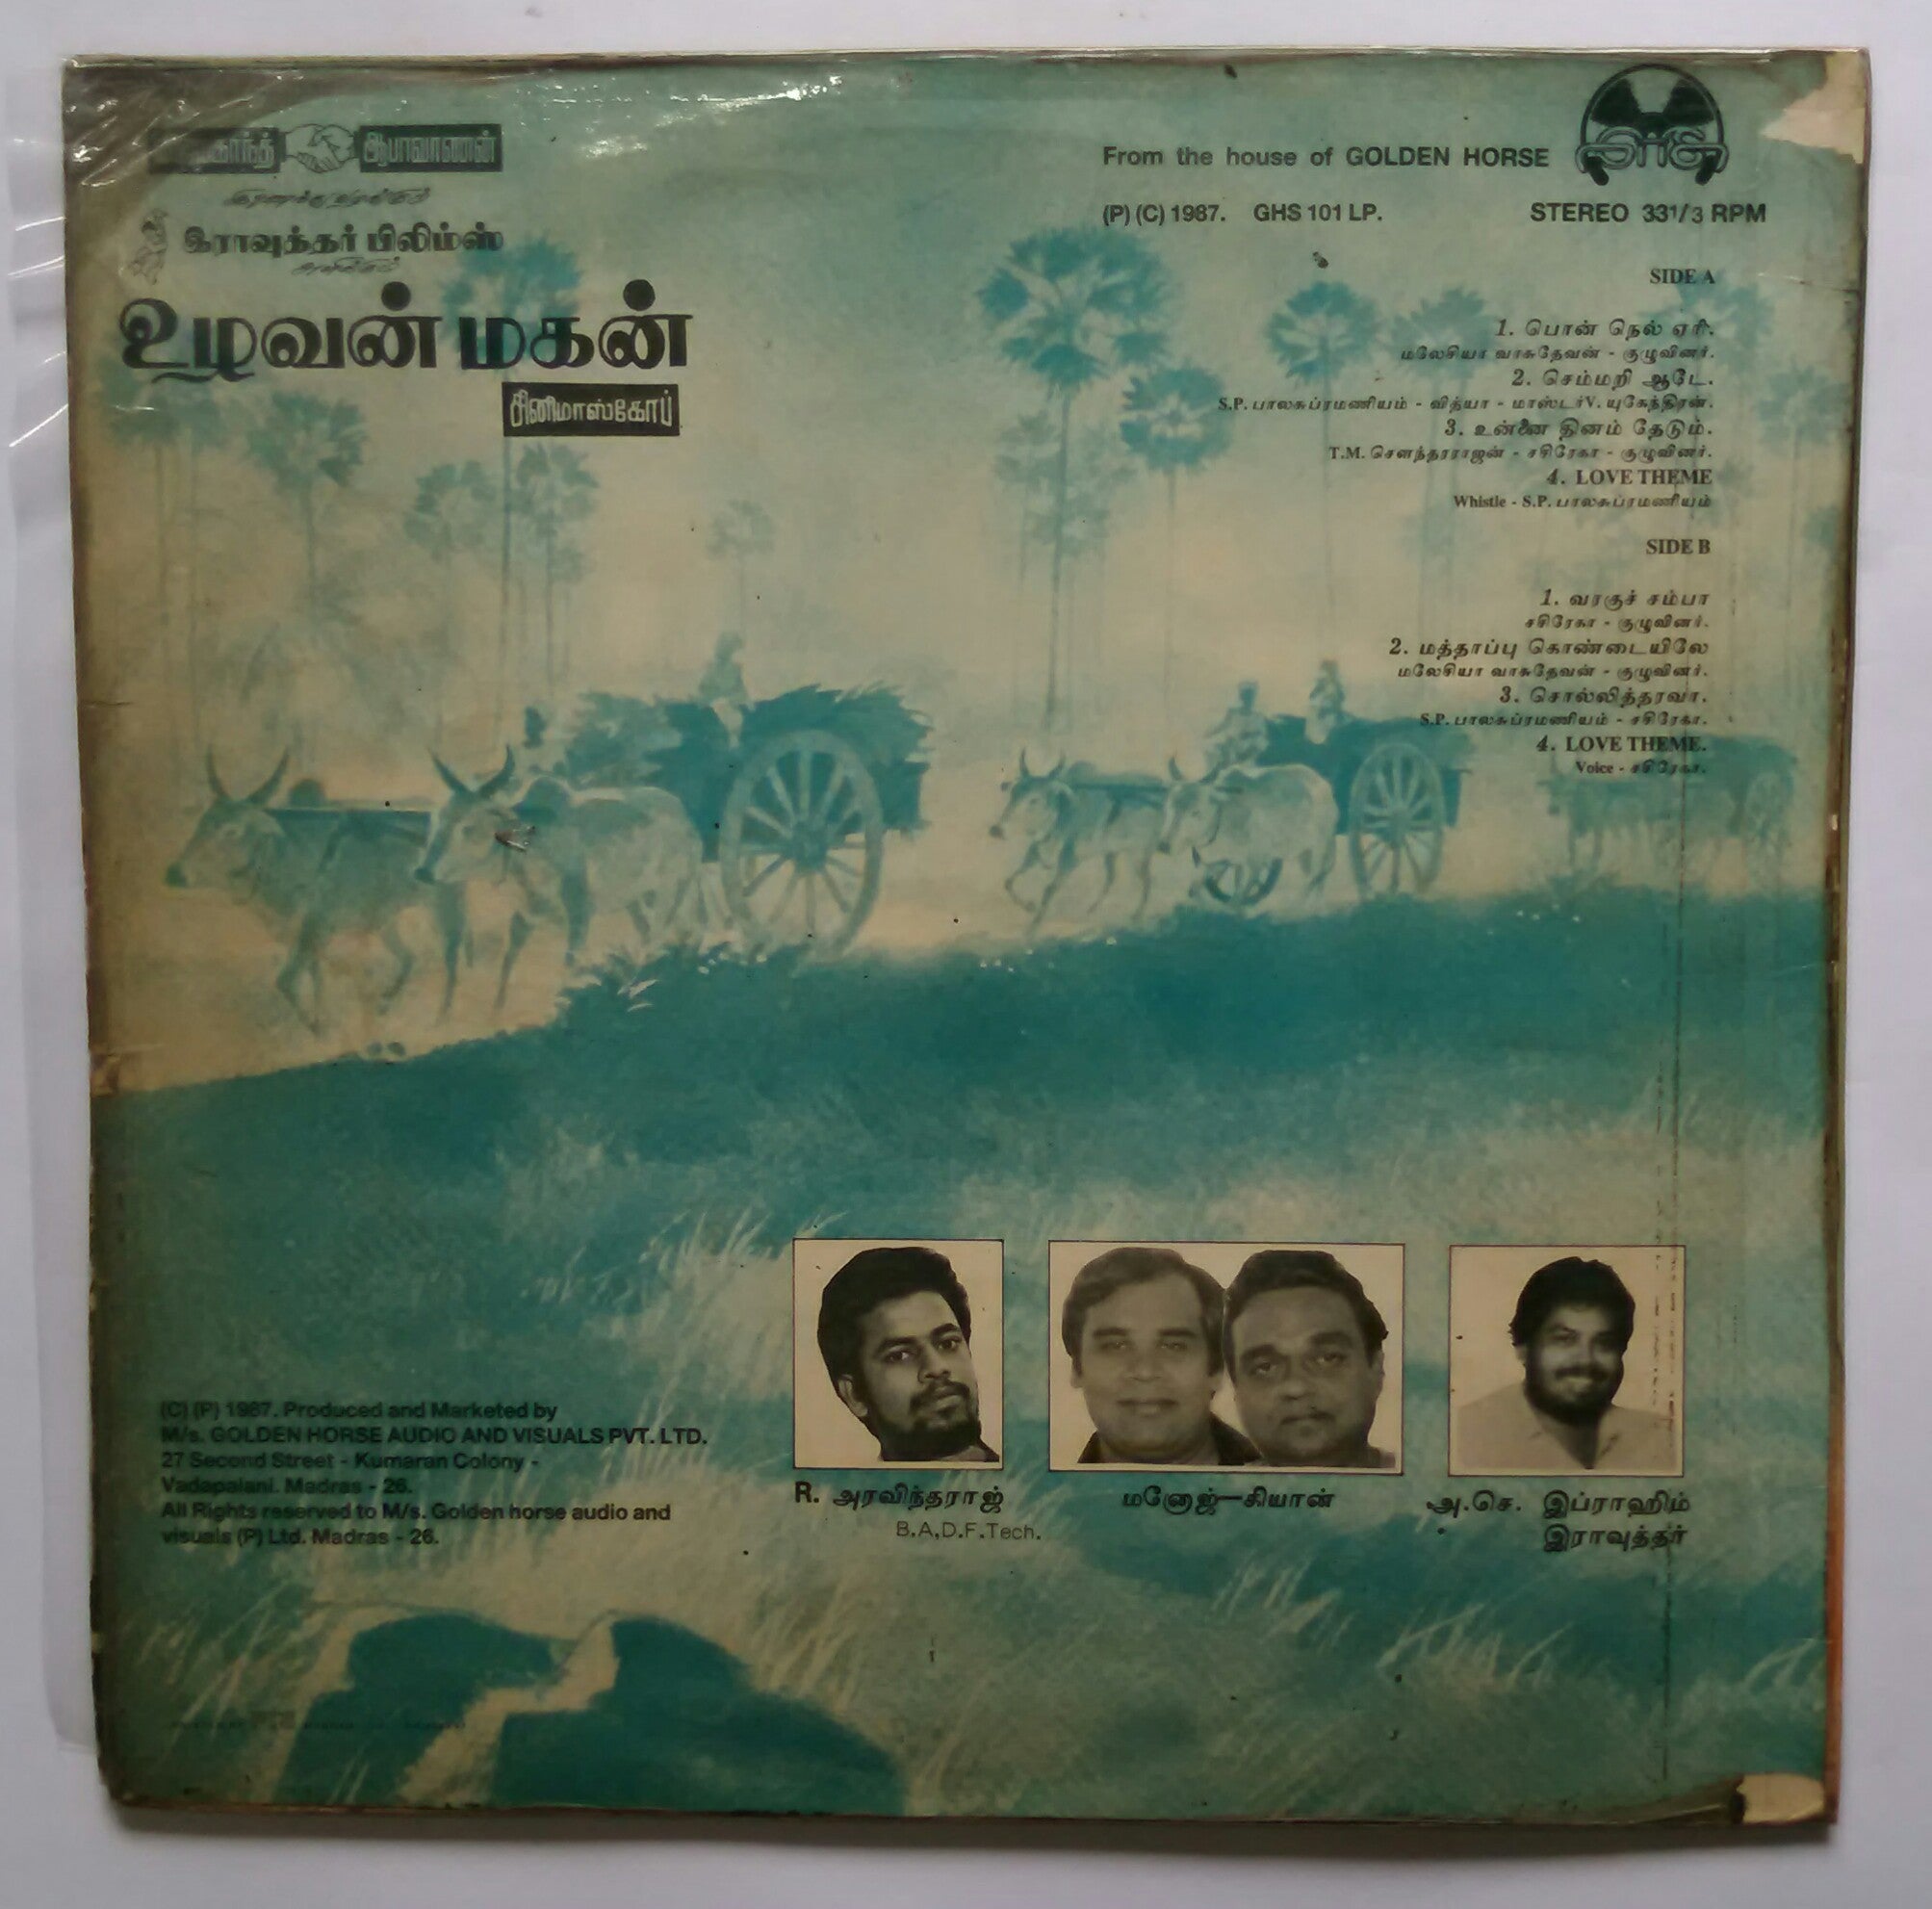 ஆபாவாணன்
இராவுத்தர் பிலிம்ஸ்
உழவன் மகன்
சினிமாஸ்கோப்
From the house of GOLDEN HORSE
(P) (C) 1987. GHS 101 LP. STEREO 331/3 RPM
SIDE A
1. பொன் நெல் ஏரி.
மலேசியா வாசுதேவன் - குழுவினர்.
2. செம்மறி ஆடே.
S.P. பாலசுப்ரமணியம் - வித்யா - மாஸ்டர்V. யுகேந்திரன்.
3. உன்னை தினம் தேடும்.
T.M. சௌந்தரராஜன் - சசிரேகா - குழுவினர்.
4. LOVE THEME
Whistle - S.P. பாலசுப்ரமணியம்
SIDE B
1. வரகுச் சம்பா
சசிரேகா - குழுவினர்.
2. மத்தாப்பு கொண்டையிலே
மலேசியா வாசுதேவன் - குழுவினர்.
3. சொல்லித்தரவா.
S.P. பாலசுப்ரமணியம் - சசிரேகா.
4. LOVE THEME.
Voice - சசிரேகா.
(C) (P) 1987. Produced and Marketed by
M/s. GOLDEN HORSE AUDIO AND VISUALS PVT. LTD.
27 Second Street - Kumaran Colony -
Vadapalani. Madras - 26.
All Rights reserved to M/s. Golden horse audio and
visuals (P) Ltd. Madras - 26.
R. அரவிந்தராஜ்
B.A,D.F.Tech.
மனோஜ்—கியான்
அ.செ. இப்ராஹிம்
இராவுத்தர்